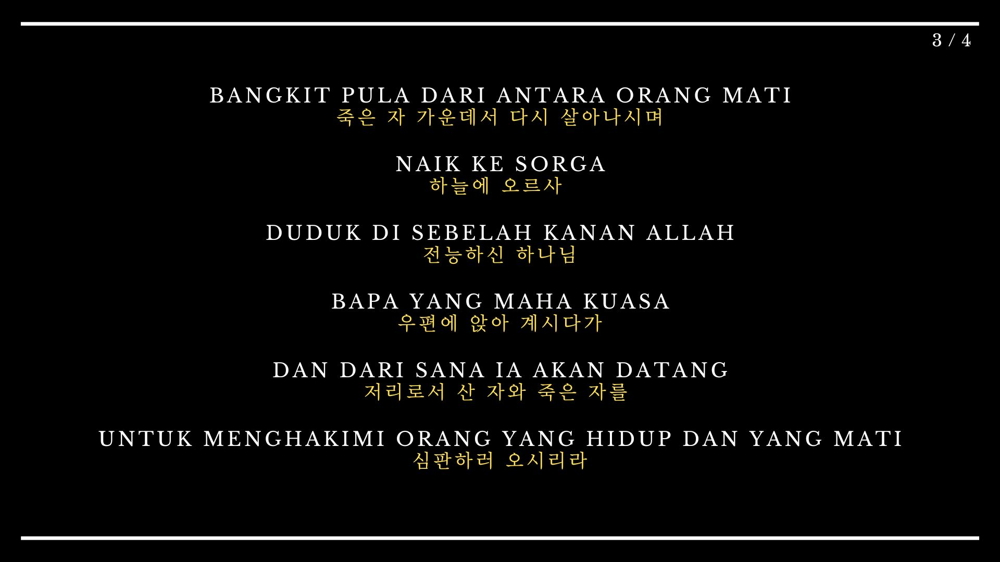 3 / 4
BANGKIT PULA DARI ANTARA ORANG MATI
죽은 자 가운데서 다시 살아나시며
NAIK KE SORGA
하늘에 오르사
DUDUK DI SEBELAH KANAN ALLAH
전능하신 하나님
BAPA YANG MAHA KUASA
우편에 앉아 계시다가
DAN DARI SANA IA AKAN DATANG
저리로서 산 자와 죽은 자를
UNTUK MENGHAKIMI ORANG YANG HIDUP DAN YANG MATI
심판하러 오시리라